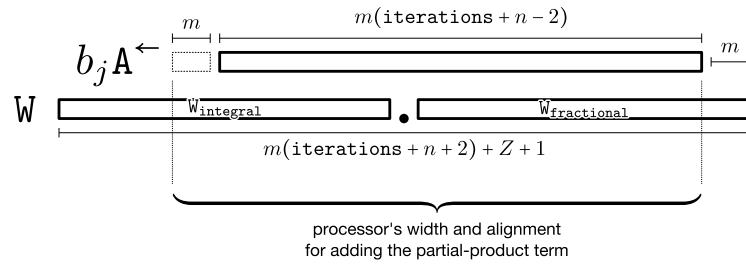 m(iterations + n − 2)
m
b_j A ←
m
W
W_integral . W_fractional
m(iterations + n + 2) + Z + 1
processor's width and alignment
for adding the partial-product term